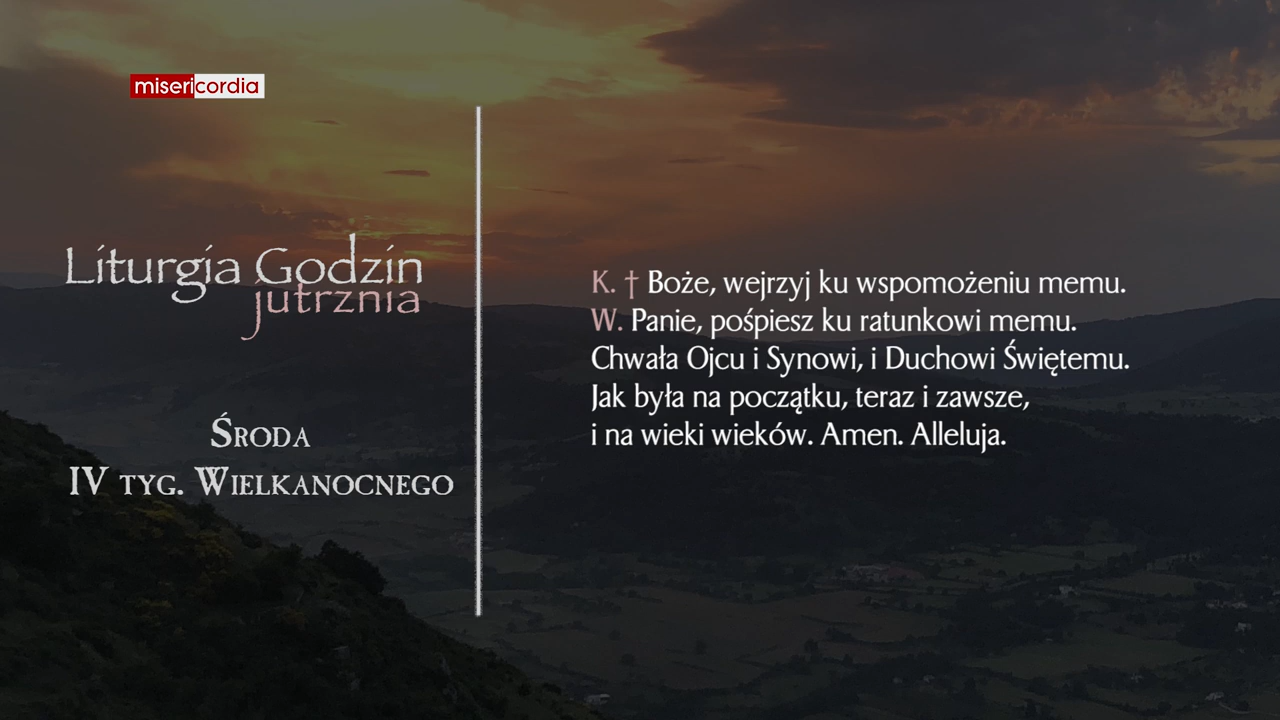 misericordia
Liturgia Godzin
jutrznia
Środa
IV tyg. Wielkanocnego
K. † Boże, wejrzyj ku wspomożeniu memu.
W. Panie, pośpiesz ku ratunkowi memu.
Chwała Ojcu i Synowi, i Duchowi Świętemu.
Jak była na początku, teraz i zawsze,
i na wieki wieków. Amen. Alleluja.